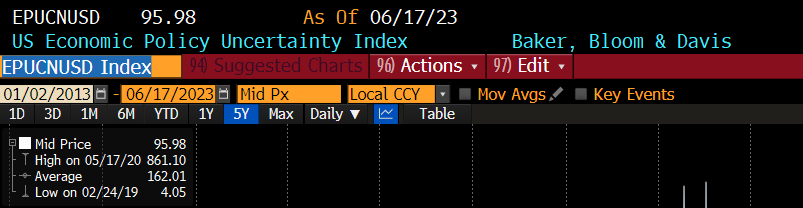 EPUCNUSD 95.98 As Of 06/17/23
US Economic Policy Uncertainty Index Baker, Bloom & Davis
EPUCNUSD Index 94) Suggested Charts 96) Actions 97) Edit
01/02/2013 - 06/17/2023 Mid Px Local CCY Mov Avgs Key Events
1D 3D 1M 6M YTD 1Y 5Y Max Daily ▼ Table
Mid Price 95.98
High on 05/17/20 861.10
Average 162.01
Low on 02/24/19 4.05